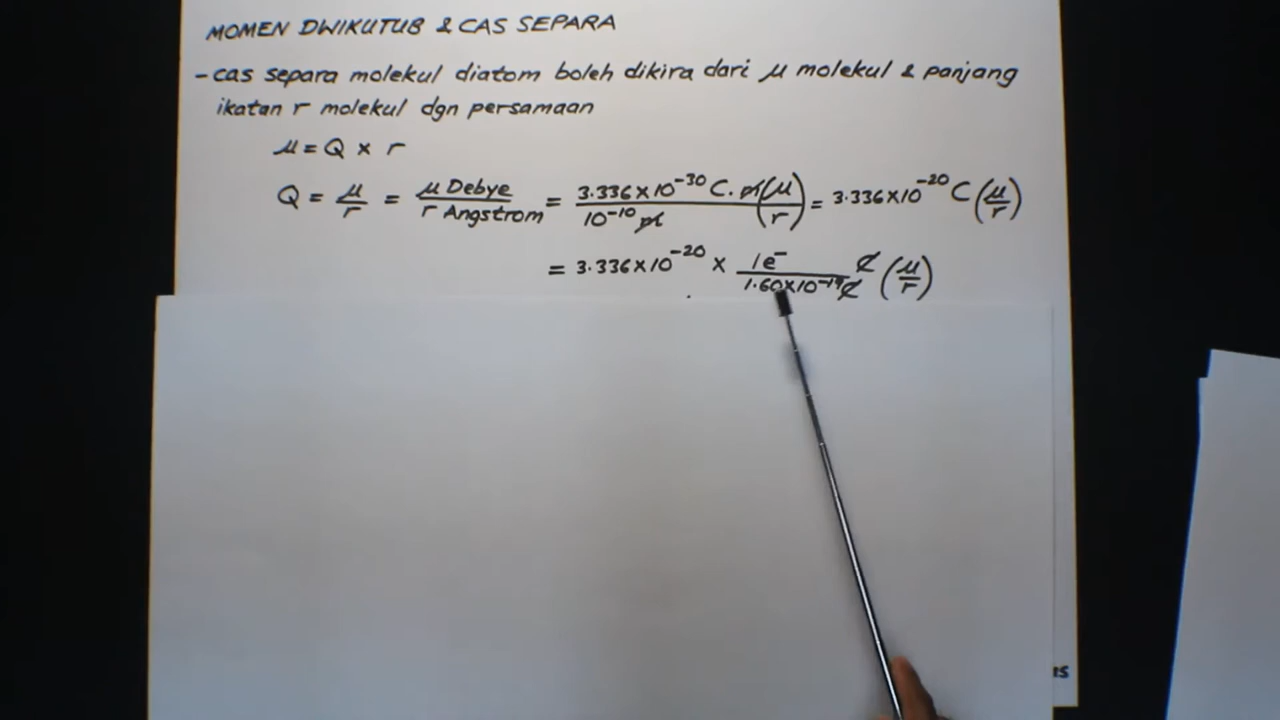 MOMEN DWIKUTUB & CAS SEPARA
- cas separa molekul diatom boleh dikira dari μ molekul & panjang
ikatan r molekul dgn persamaan
μ = Q × r
Q = μ/r = μ Debye/r Angstrom = 3.336×10⁻³⁰ C. m(μ)/10⁻¹⁰ m(r) = 3.336×10⁻²⁰ C(μ/r)
= 3.336×10⁻²⁰ × 1e⁻/1.60×10⁻¹⁹C C (μ/r)